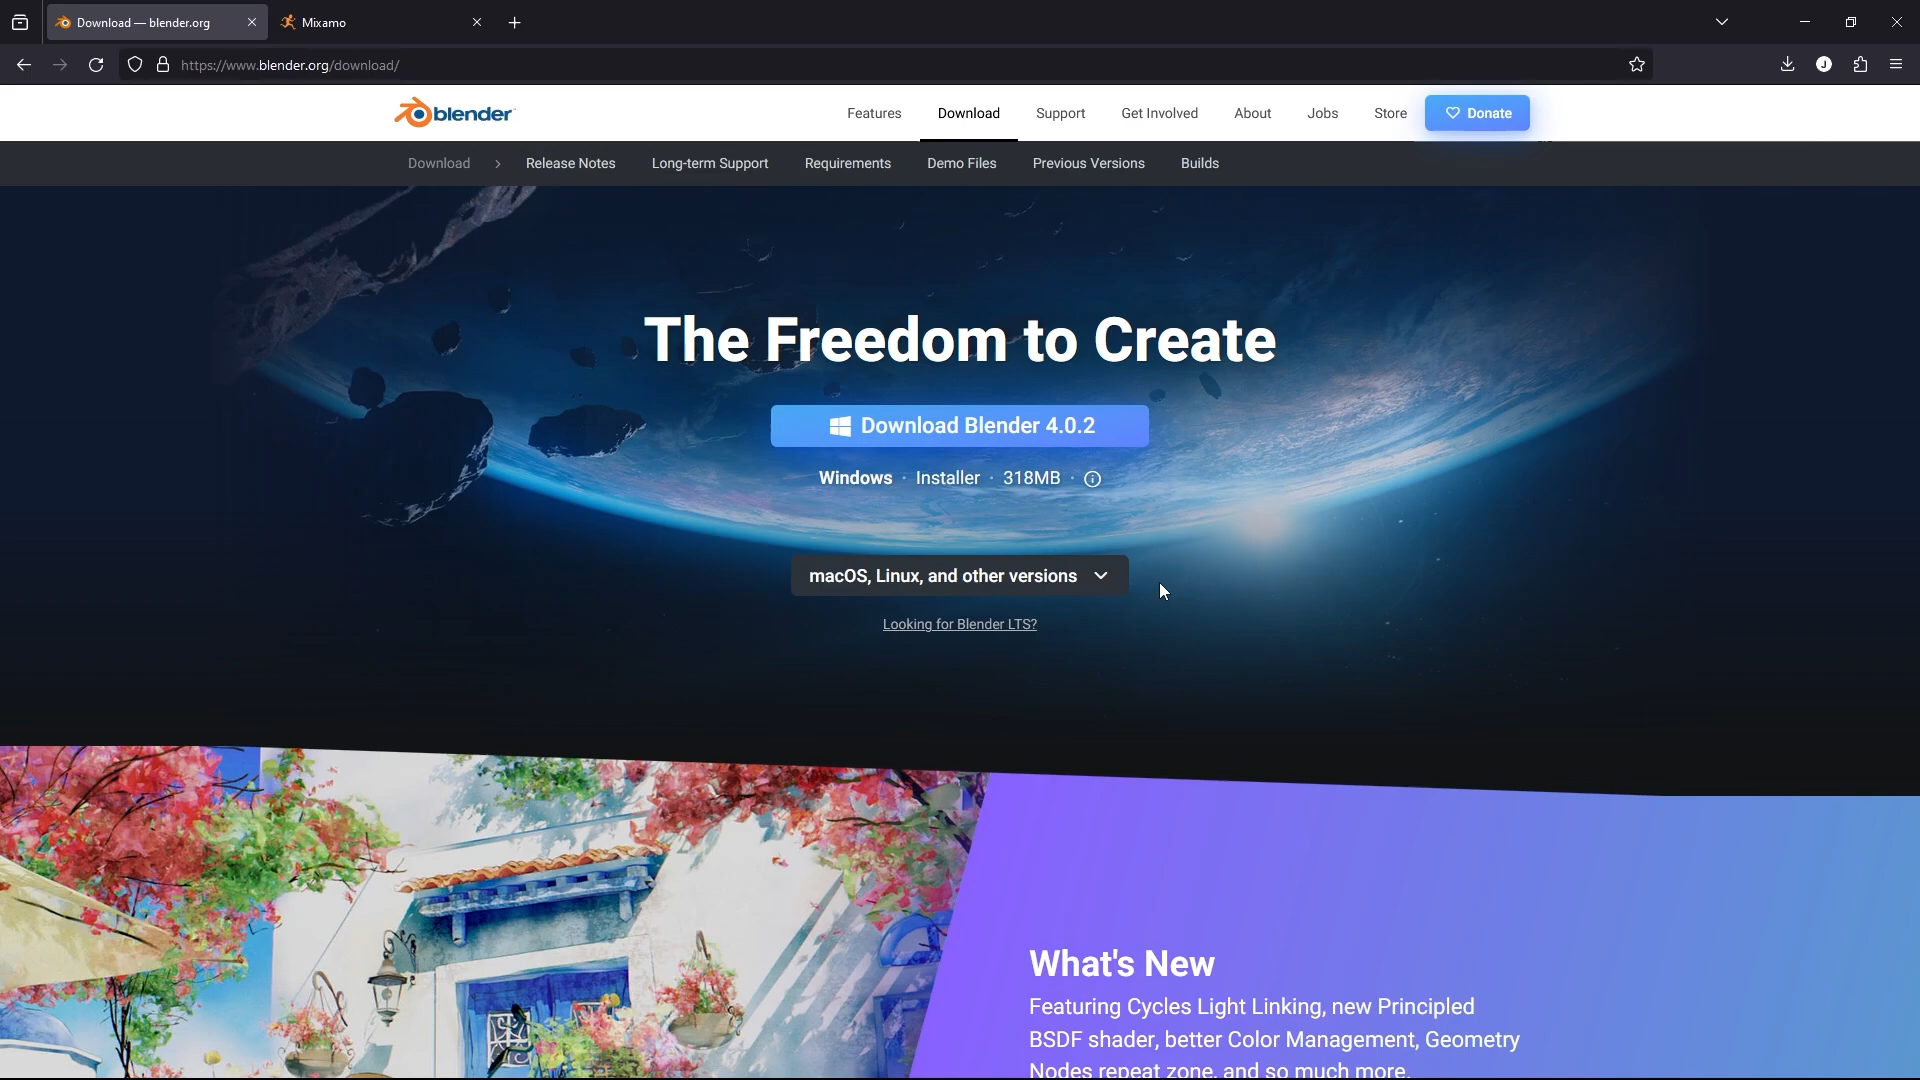 Download — blender.org
Mixamo
https://www.blender.org/download/
J
blender
Features
Download
Support
Get Involved
About
Jobs
Store
Donate
Download
Release Notes
Long-term Support
Requirements
Demo Files
Previous Versions
Builds
The Freedom to Create
Download Blender 4.0.2
Windows · Installer · 318MB ·
macOS, Linux, and other versions
Looking for Blender LTS?
What's New
Featuring Cycles Light Linking, new Principled
BSDF shader, better Color Management, Geometry
Nodes repeat zone, and so much more.